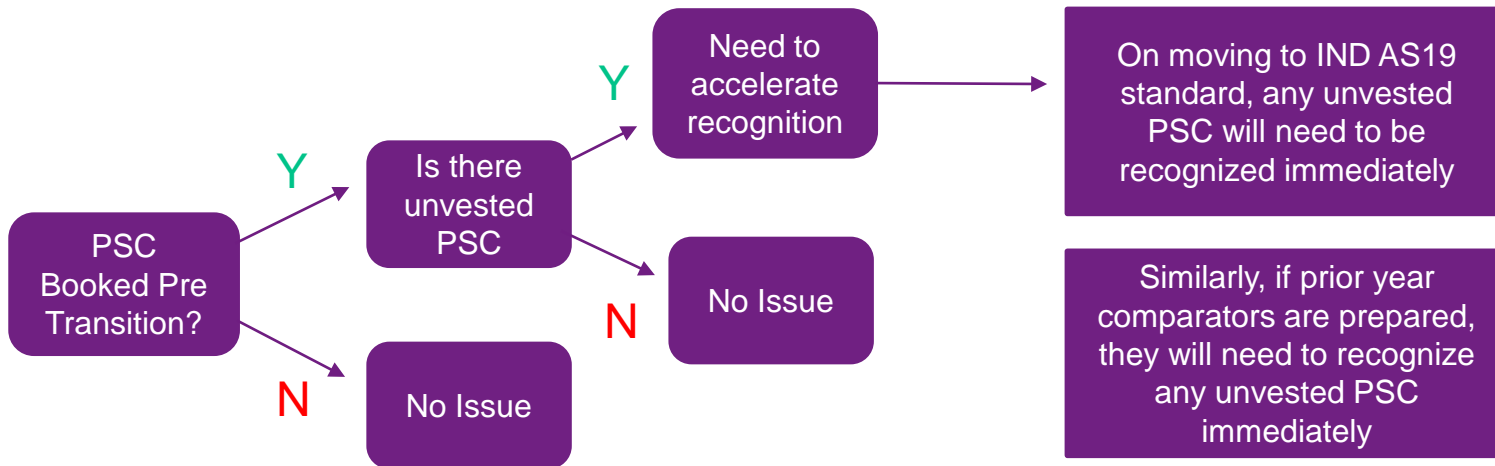 PSC
Booked Pre
Transition?
Y
N
Is there
unvested
PSC
No Issue
Y
N
Need to
accelerate
recognition
No Issue
On moving to IND AS19
standard, any unvested
PSC will need to be
recognized immediately
Similarly, if prior year
comparators are prepared,
they will need to recognize
any unvested PSC
immediately